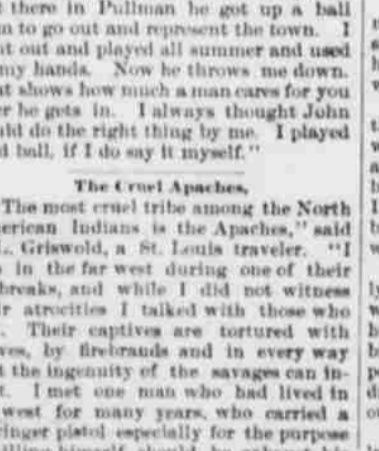 there in Pullman he got up a ball
to go out and represent the town. I
out and played all summer and used
my hands. Now he throws me down.
shows how much a man cares for you
he gets in. I always thought John
do the right thing by me. I played
ball, if I do say it myself."
The Cruel Apaches,
The most cruel tribe among the North
erican Indians is the Apaches," said
Griswold, a St. Louis traveler. "I
in the far west during one of their
breaks, and while I did not witness
atrocities I talked with those who
Their captives are tortured with
ves, by firebrands and in every way
the ingenuity of the savages can in-
I met one man who had lived in
west for many years, who carried a
ringer pistol especially for the purpose
himself should be